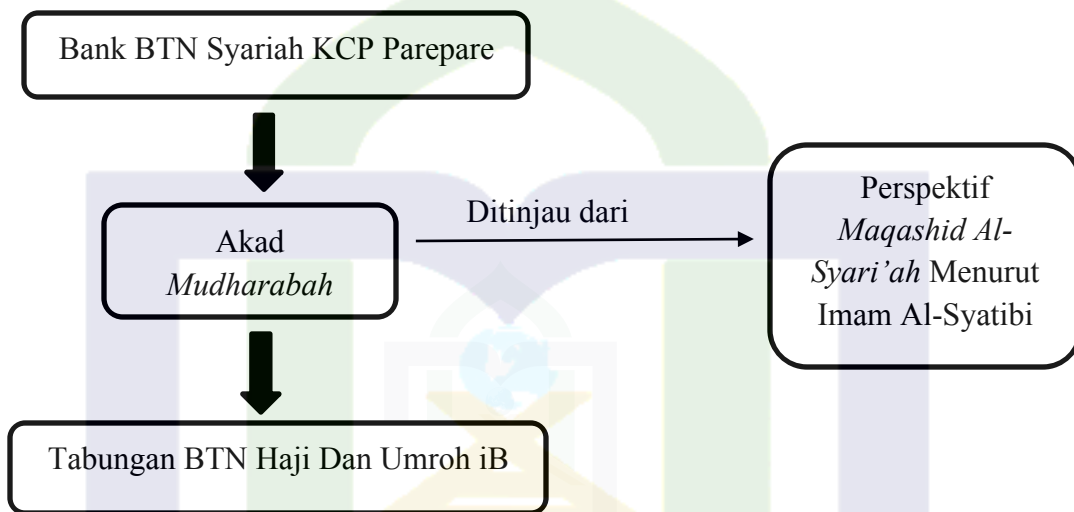 Bank BTN Syariah KCP Parepare
Akad
Mudharabah
Ditinjau dari
Perspektif
Maqashid Al-
Syari’ah Menurut
Imam Al-Syatibi
Tabungan BTN Haji Dan Umroh iB